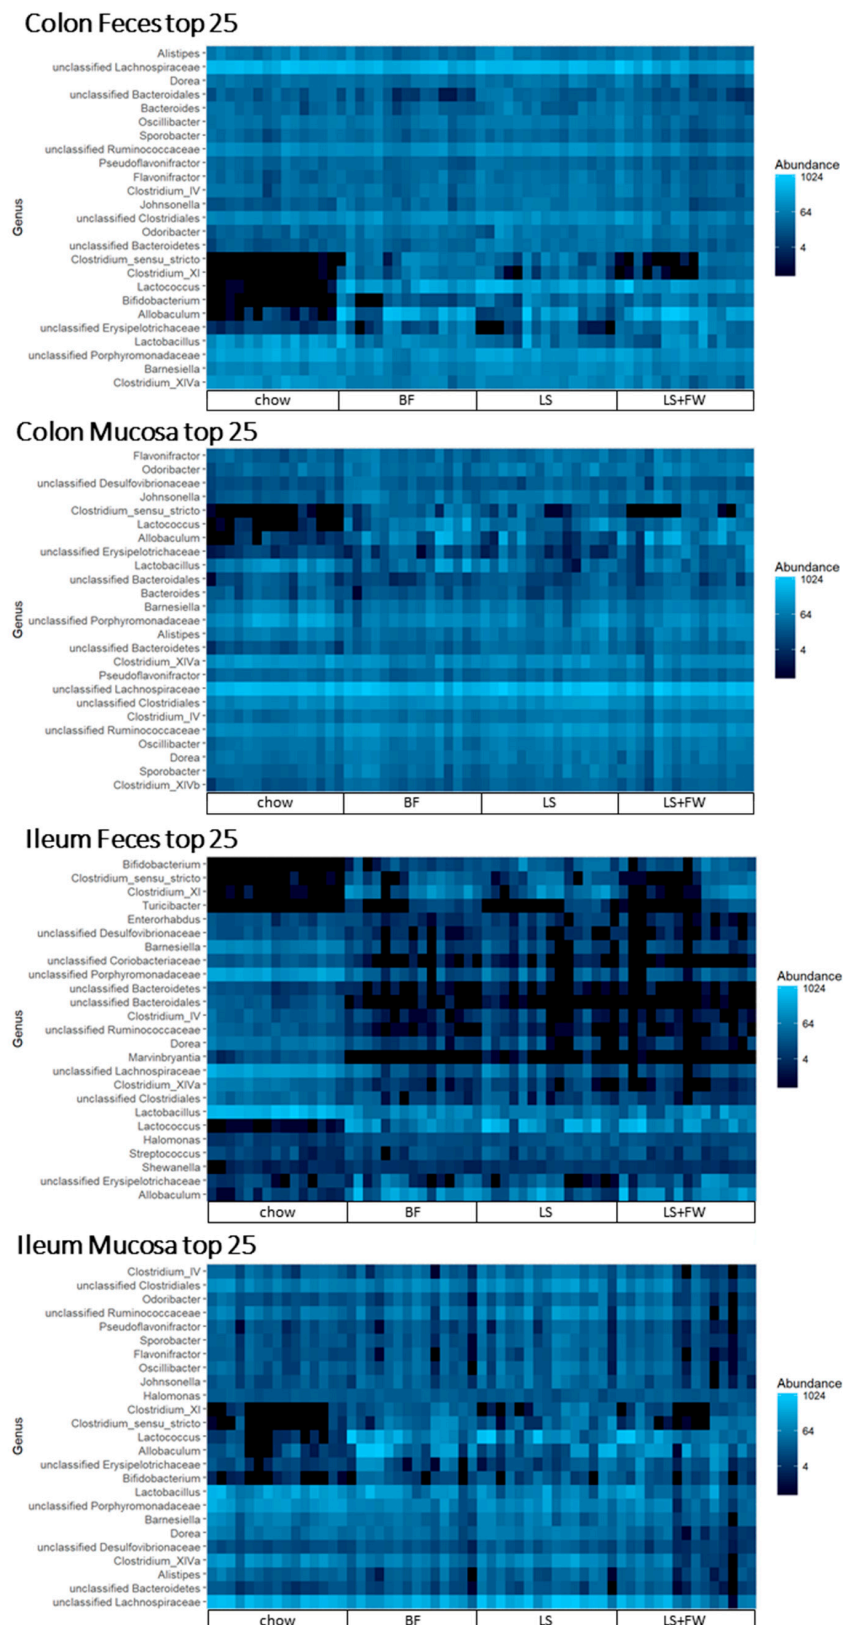 Colon Feces top 25
Alistipes
unclassified Lachnospiraceae
Dorea
unclassified Bacteroidales
Bacteroides
Oscillibacter
Sporobacter
unclassified Ruminococcaceae
Pseudoflavonifractor
Flavonifractor
Clostridium_IV
Johnsonella
unclassified Clostridiales
Odoribacter
unclassified Bacteroidetes
Clostridium_sensu_stricto
Clostridium_XI
Lactococcus
Bifidobacterium
Allobaculum
unclassified Erysipelotrichaceae
Lactobacillus
unclassified Porphyromonadaceae
Barnesiella
Clostridium_XIVa
Genus
chow BF LS LS+FW
Abundance
1024
64
4
Colon Mucosa top 25
Flavonifractor
Odoribacter
unclassified Desulfovibrionaceae
Johnsonella
Clostridium_sensu_stricto
Lactococcus
Allobaculum
unclassified Erysipelotrichaceae
Lactobacillus
unclassified Bacteroidales
Bacteroides
Barnesiella
unclassified Porphyromonadaceae
Alistipes
unclassified Bacteroidetes
Clostridium_XIVa
Pseudoflavonifractor
unclassified Lachnospiraceae
unclassified Clostridiales
Clostridium_IV
unclassified Ruminococcaceae
Oscillibacter
Dorea
Sporobacter
Clostridium_XIVb
Genus
chow BF LS LS+FW
Abundance
1024
64
4
Ileum Feces top 25
Bifidobacterium
Clostridium_sensu_stricto
Clostridium_XI
Turicibacter
Enterorhabdus
unclassified Desulfovibrionaceae
Barnesiella
unclassified Coriobacteriaceae
unclassified Porphyromonadaceae
unclassified Bacteroidetes
unclassified Bacteroidales
Clostridium_IV
unclassified Ruminococcaceae
Dorea
Marvinbryantia
unclassified Lachnospiraceae
Clostridium_XIVa
unclassified Clostridiales
Lactobacillus
Lactococcus
Halomonas
Streptococcus
Shewanella
unclassified Erysipelotrichaceae
Allobaculum
Genus
chow BF LS LS+FW
Abundance
1024
64
4
Ileum Mucosa top 25
Clostridium_IV
unclassified Clostridiales
Odoribacter
unclassified Ruminococcaceae
Pseudoflavonifractor
Sporobacter
Flavonifractor
Oscillibacter
Johnsonella
Halomonas
Clostridium_XI
Clostridium_sensu_stricto
Lactococcus
Allobaculum
unclassified Erysipelotrichaceae
Bifidobacterium
Lactobacillus
unclassified Porphyromonadaceae
Barnesiella
Dorea
unclassified Desulfovibrionaceae
Clostridium_XIVa
Alistipes
unclassified Bacteroidetes
unclassified Lachnospiraceae
Genus
chow BF LS LS+FW
Abundance
1024
64
4